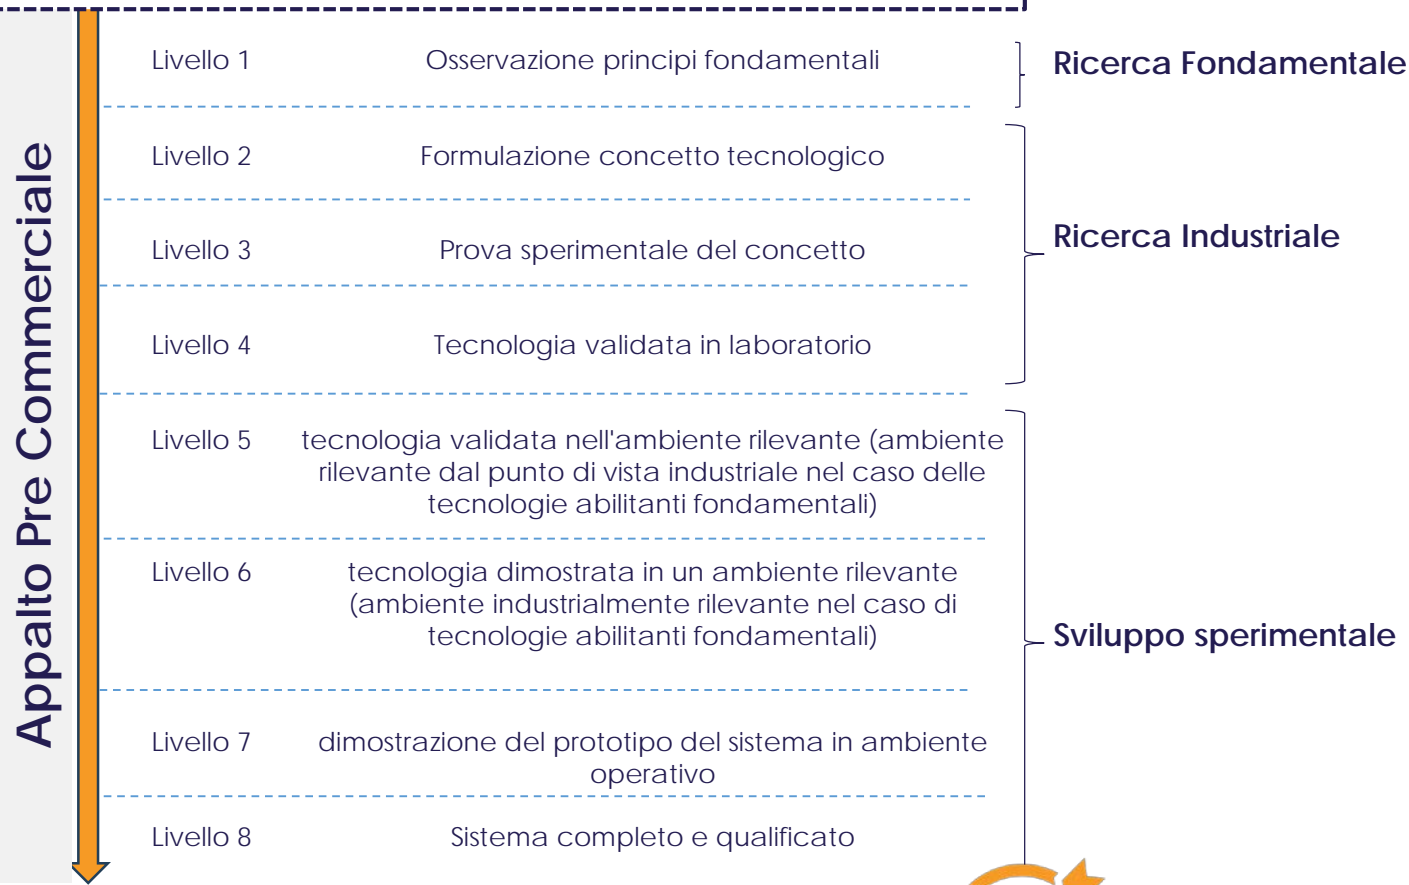 Appalto Pre Commerciale
Livello 1 Osservazione principi fondamentali
Ricerca Fondamentale
Livello 2 Formulazione concetto tecnologico
Livello 3 Prova sperimentale del concetto
Ricerca Industriale
Livello 4 Tecnologia validata in laboratorio
Livello 5 tecnologia validata nell'ambiente rilevante (ambiente
rilevante dal punto di vista industriale nel caso delle
tecnologie abilitanti fondamentali)
Livello 6 tecnologia dimostrata in un ambiente rilevante
(ambiente industrialmente rilevante nel caso di
tecnologie abilitanti fondamentali)
Sviluppo sperimentale
Livello 7 dimostrazione del prototipo del sistema in ambiente
operativo
Livello 8 Sistema completo e qualificato